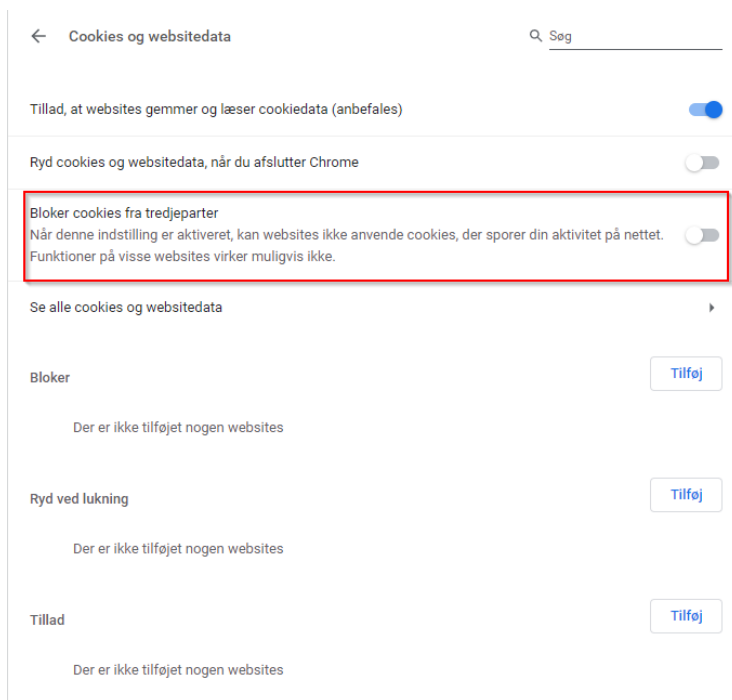 Cookies og websitedata
Søg
Tillad, at websites gemmer og læser cookiedata (anbefales)
Ryd cookies og websitedata, når du afslutter Chrome
Bloker cookies fra tredjeparter
Når denne indstilling er aktiveret, kan websites ikke anvende cookies, der sporer din aktivitet på nettet.
Funktioner på visse websites virker muligvis ikke.
Se alle cookies og websitedata
Bloker
Tilføj
Der er ikke tilføjet nogen websites
Ryd ved lukning
Tilføj
Der er ikke tilføjet nogen websites
Tillad
Tilføj
Der er ikke tilføjet nogen websites